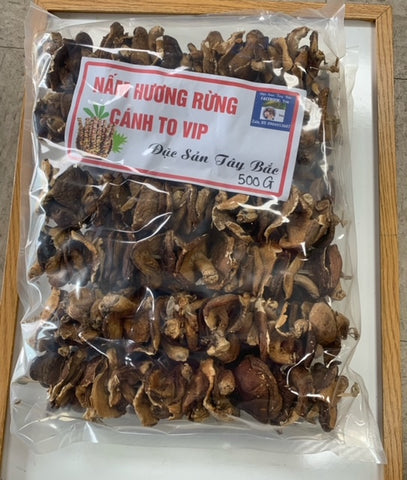 NẤM HƯƠNG RỪNG
CÁNH TO VIP
Đặc Sản Tây Bắc
500 G